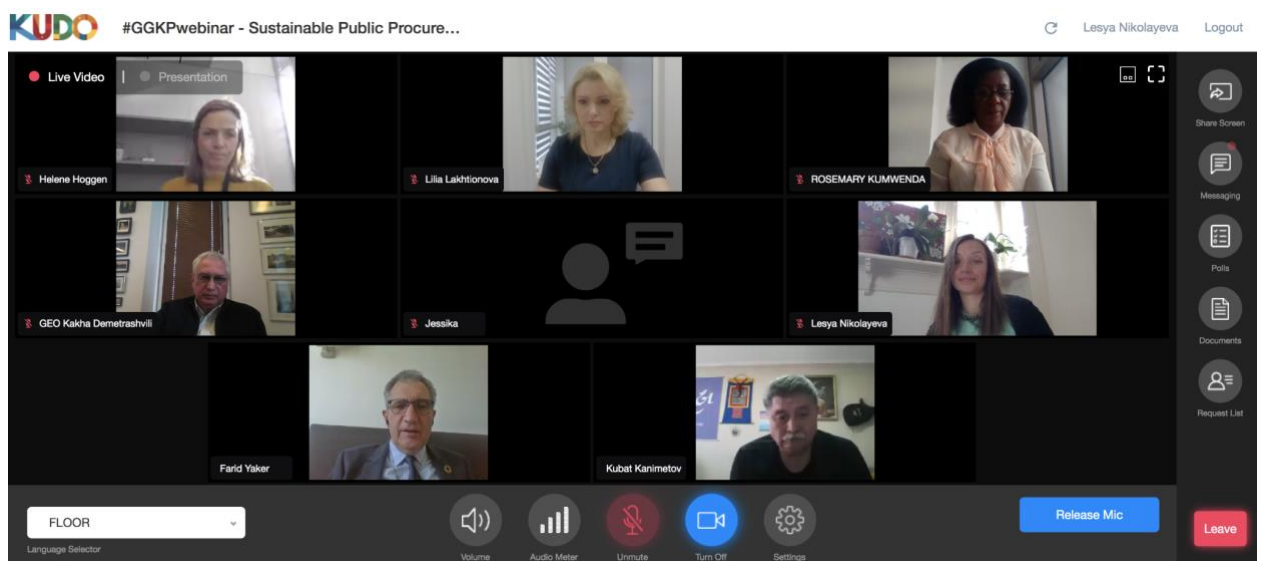 KUDO
#GGKPwebinar - Sustainable Public Procure...
Lesya Nikolayeva
Logout
Live Video | Presentation
Helene Hoggen
Lilia Lakhtionova
ROSEMARY KUMWENDA
Share Screen
Messaging
GEO Kakha Demetrashvili
Jessika
Lesya Nikolayeva
Polls
Documents
Request List
Farid Yaker
Kubat Kanimetov
FLOOR
Language Selector
Volume
Audio Meter
Unmute
Turn Off
Settings
Release Mic
Leave